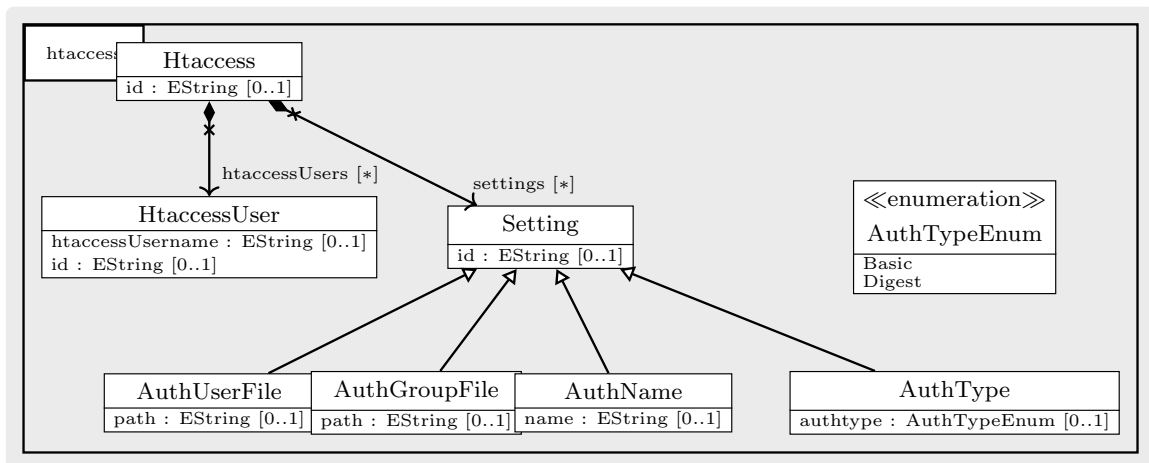 htaccess
Htaccess
id : EString [0..1]
htaccessUsers [*]
settings [*]
HtaccessUser
htaccessUsername : EString [0..1]
id : EString [0..1]
Setting
id : EString [0..1]
≪enumeration≫
AuthTypeEnum
Basic
Digest
AuthUserFile
path : EString [0..1]
AuthGroupFile
path : EString [0..1]
AuthName
name : EString [0..1]
AuthType
authtype : AuthTypeEnum [0..1]